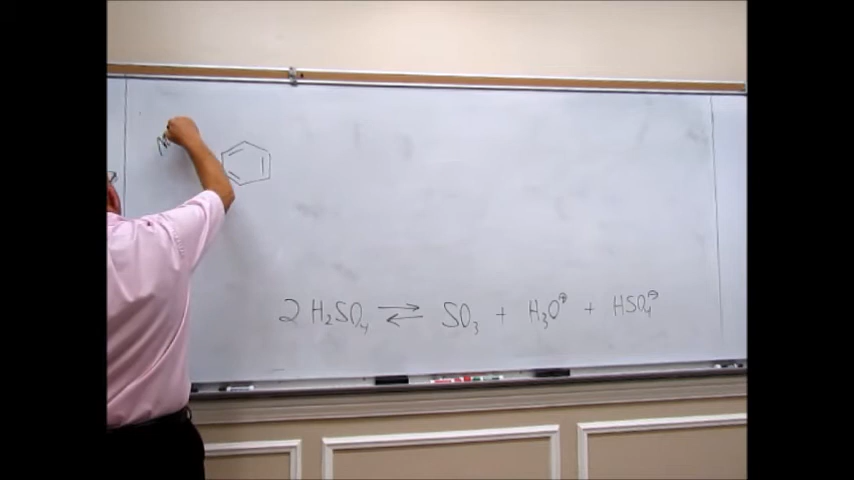 2 H₂SO₄ ⇌ SO₃ + H₃O⊕ + HSO₄⊖